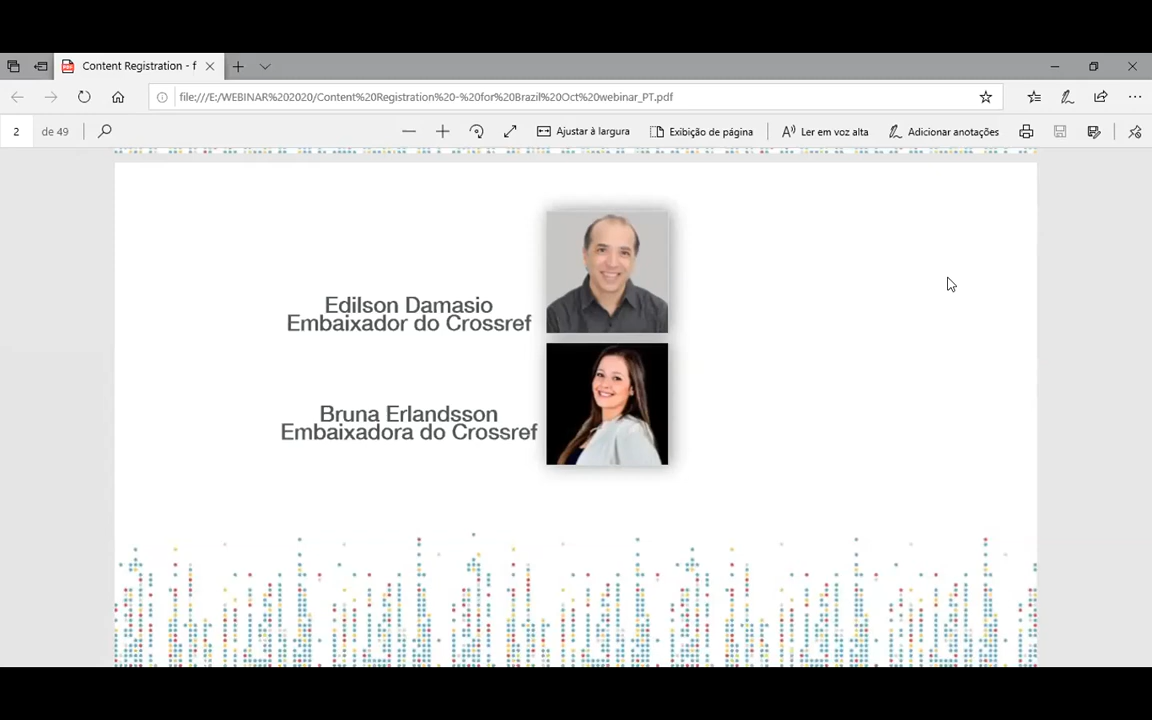 Content Registration - f
file:///E:/WEBINAR%202020/Content%20Registration%20-%20for%20Brazil%20Oct%20webinar_PT.pdf
2 de 49
Ajustar à largura
Exibição de página
Ler em voz alta
Adicionar anotações
Edilson Damasio
Embaixador do Crossref
Bruna Erlandsson
Embaixadora do Crossref